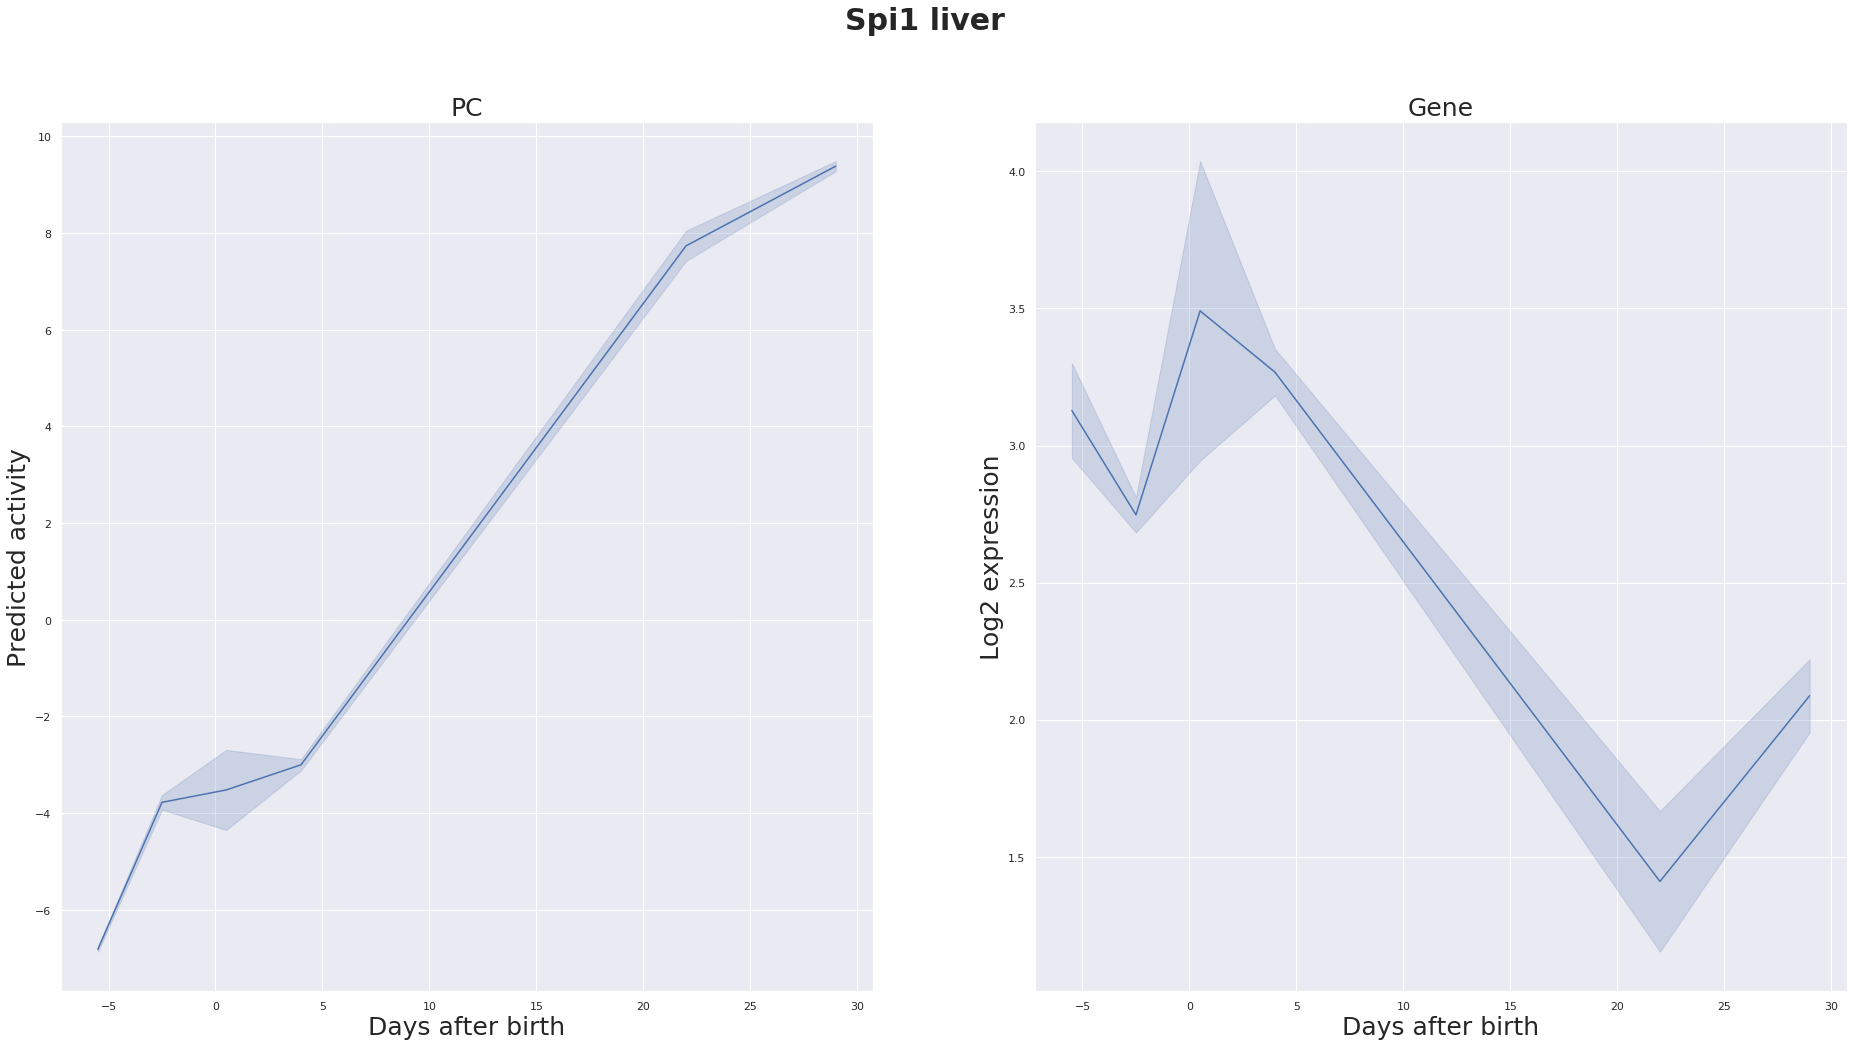 Spi1 liver
PC
10
8
6
4
2
0
−2
−4
−6
Predicted activity
−5 0 5 10 15 20 25 30
Days after birth
Gene
4.0
3.5
3.0
2.5
2.0
1.5
Log2 expression
−5 0 5 10 15 20 25 30
Days after birth